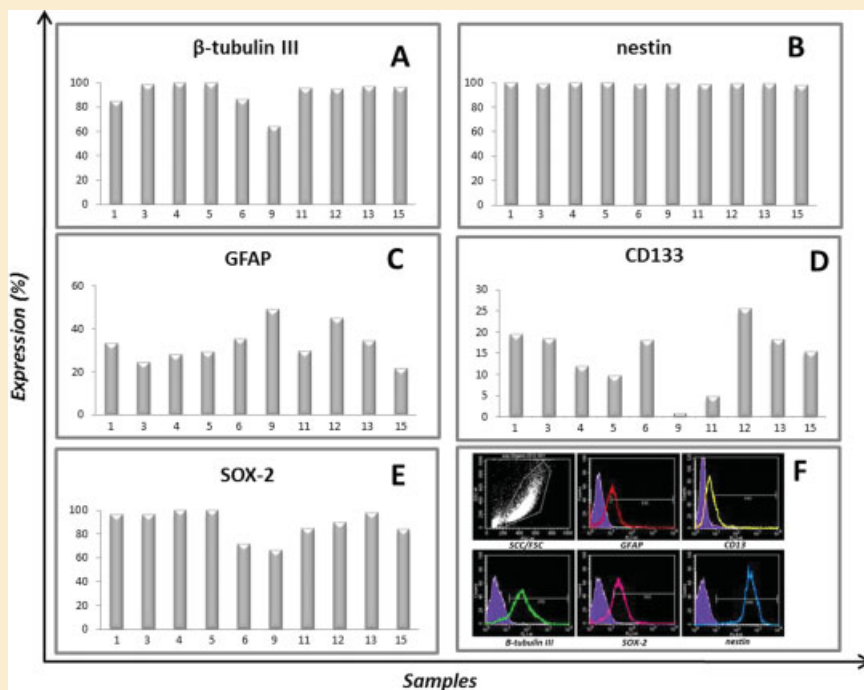 β-tubulin III
A
100
80
60
40
20
0
1 3 4 5 6 9 11 12 13 15
nestin
B
100
80
60
40
20
0
1 3 4 5 6 9 11 12 13 15
GFAP
C
60
40
20
0
1 3 4 5 6 9 11 12 13 15
CD133
D
30
25
20
15
10
5
0
1 3 4 5 6 9 11 12 13 15
SOX-2
E
100
80
60
40
20
0
1 3 4 5 6 9 11 12 13 15
F
SCC/FSC
GFAP
CD13
B-tubulin III
SOX-2
nestin
Expression (%)
Samples